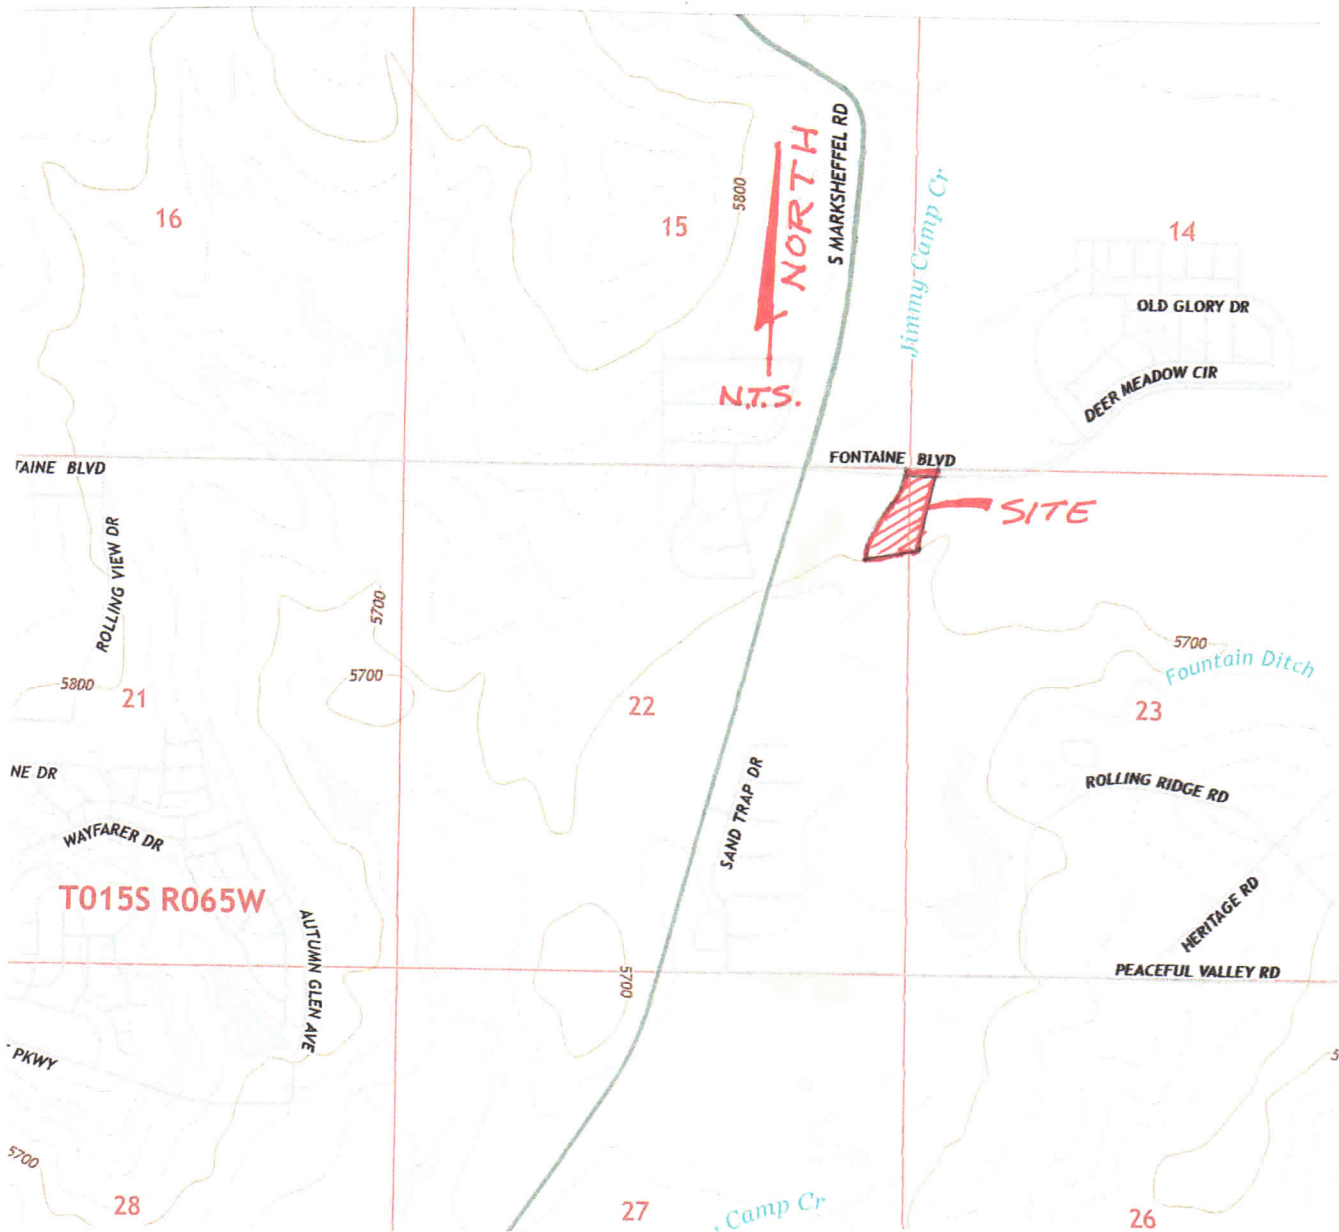 S MARKSHEFFEL RD
NORTH
5800
Jimmy Camp Cr
16
15
14
OLD GLORY DR
DEER MEADOW CIR
N.T.S.
TAINE BLVD
FONTAINE BLVD
SITE
ROLLING VIEW DR
5700
5700
5700
Fountain Ditch
5800
21
22
23
NE DR
SAND TRAP DR
ROLLING RIDGE RD
WAYFARER DR
T015S R065W
AUTUMN GLEN AVE
HERITAGE RD
5700
PEACEFUL VALLEY RD
PKWY
5
5700
28
27
Camp Cr
26